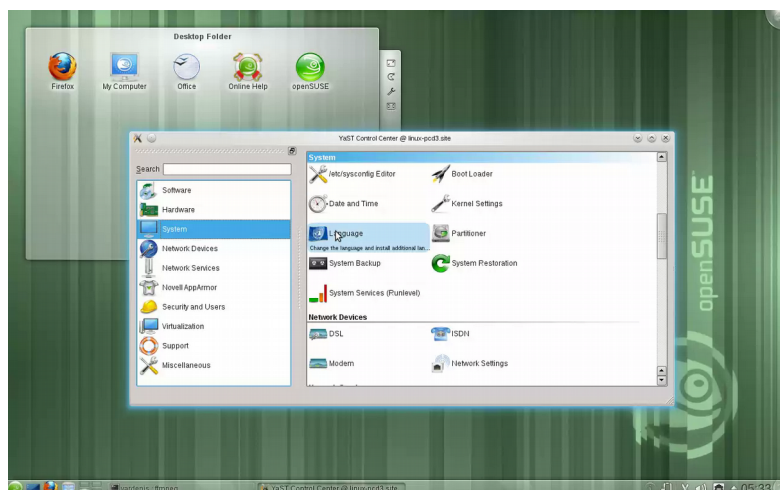 Desktop Folder
Firefox
My Computer
Office
Online Help
openSUSE
YaST Control Center @ linux-pcd3.site
Search
Software
Hardware
System
Network Devices
Network Services
Novell AppArmor
Security and Users
Virtualization
Support
Miscellaneous
System
/etc/sysconfig Editor
Boot Loader
Date and Time
Kernel Settings
Language
Change the language and install additional lan...
Partitioner
System Backup
System Restoration
System Services (Runlevel)
Network Devices
DSL
ISDN
Modem
Network Settings
openSUSE
YaST Control Center @ linux-pcd3.site
05:33